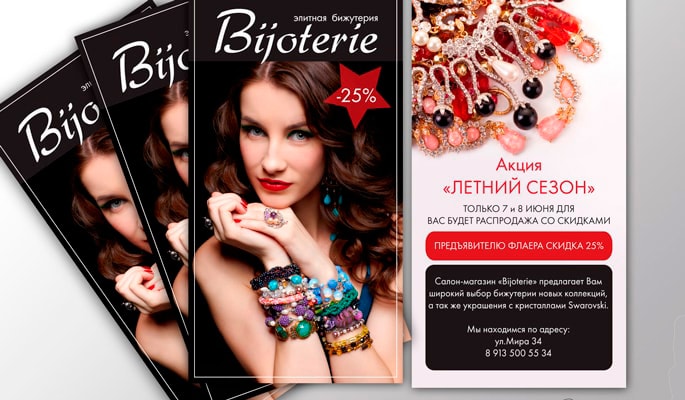 элитная бижутерия
Bijoterie
-25%
эл
Bijoterie
Bijoterie
Акция
«ЛЕТНИЙ СЕЗОН»
ТОЛЬКО 7 и 8 ИЮНЯ ДЛЯ
ВАС БУДЕТ РАСПРОДАЖА СО СКИДКАМИ
ПРЕДЪЯВИТЕЛЮ ФЛАЕРА СКИДКА 25%
Салон-магазин «Bijoterie» предлагает Вам
широкий выбор бижутерии новых коллекций,
а так же украшения с кристаллами Swarovski.
Мы находимся по адресу:
ул.Мира 34
8 913 500 55 34